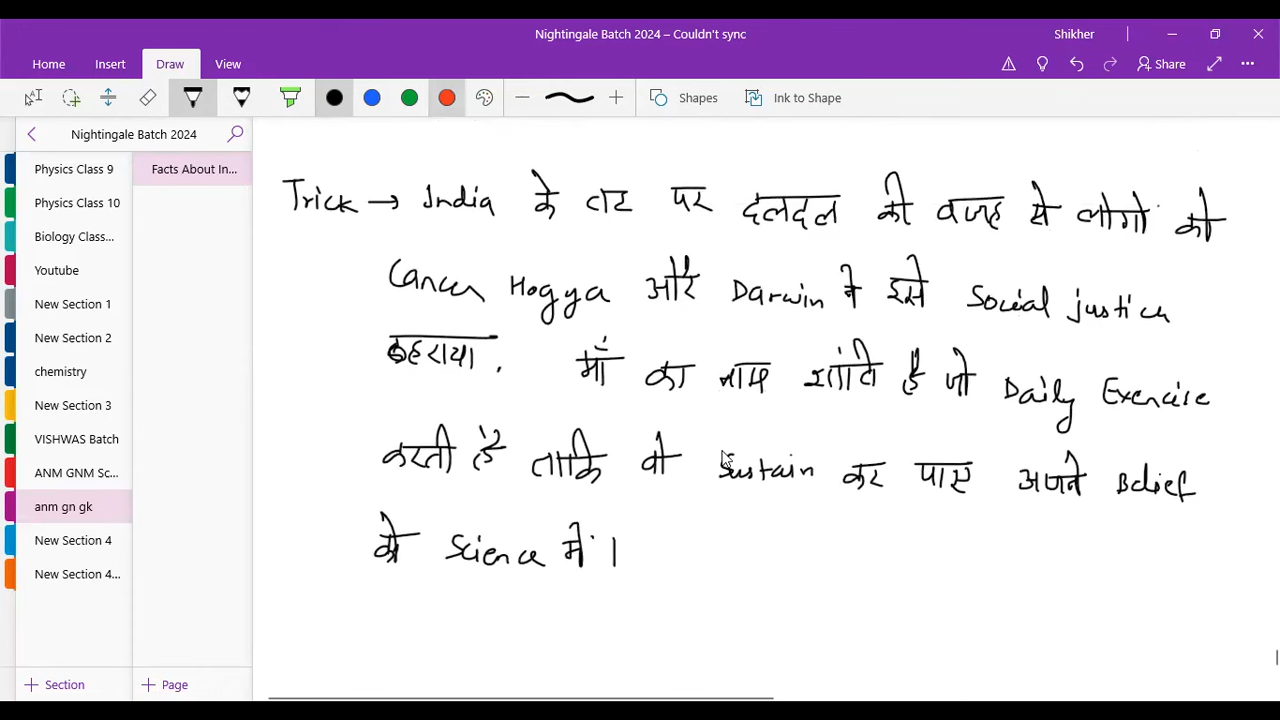 Nightingale Batch 2024 – Couldn't sync
Shikher
Home Insert Draw View
Share
Shapes
Ink to Shape
Nightingale Batch 2024
Physics Class 9
Physics Class 10
Biology Class...
Youtube
New Section 1
New Section 2
chemistry
New Section 3
VISHWAS Batch
ANM GNM Sc...
anm gn gk
New Section 4
New Section 4...
Section
Facts About In...
Page
Trick → India के तट पर दलदल की वजह से लोगो को
Cancer Hogya और Darwin ने इसे Social justice
ठहराया.  माँ का नाम शांति है जो Daily Exercise
करती है ताकि वो Sustain कर पाए अपने Belief
को Science में।